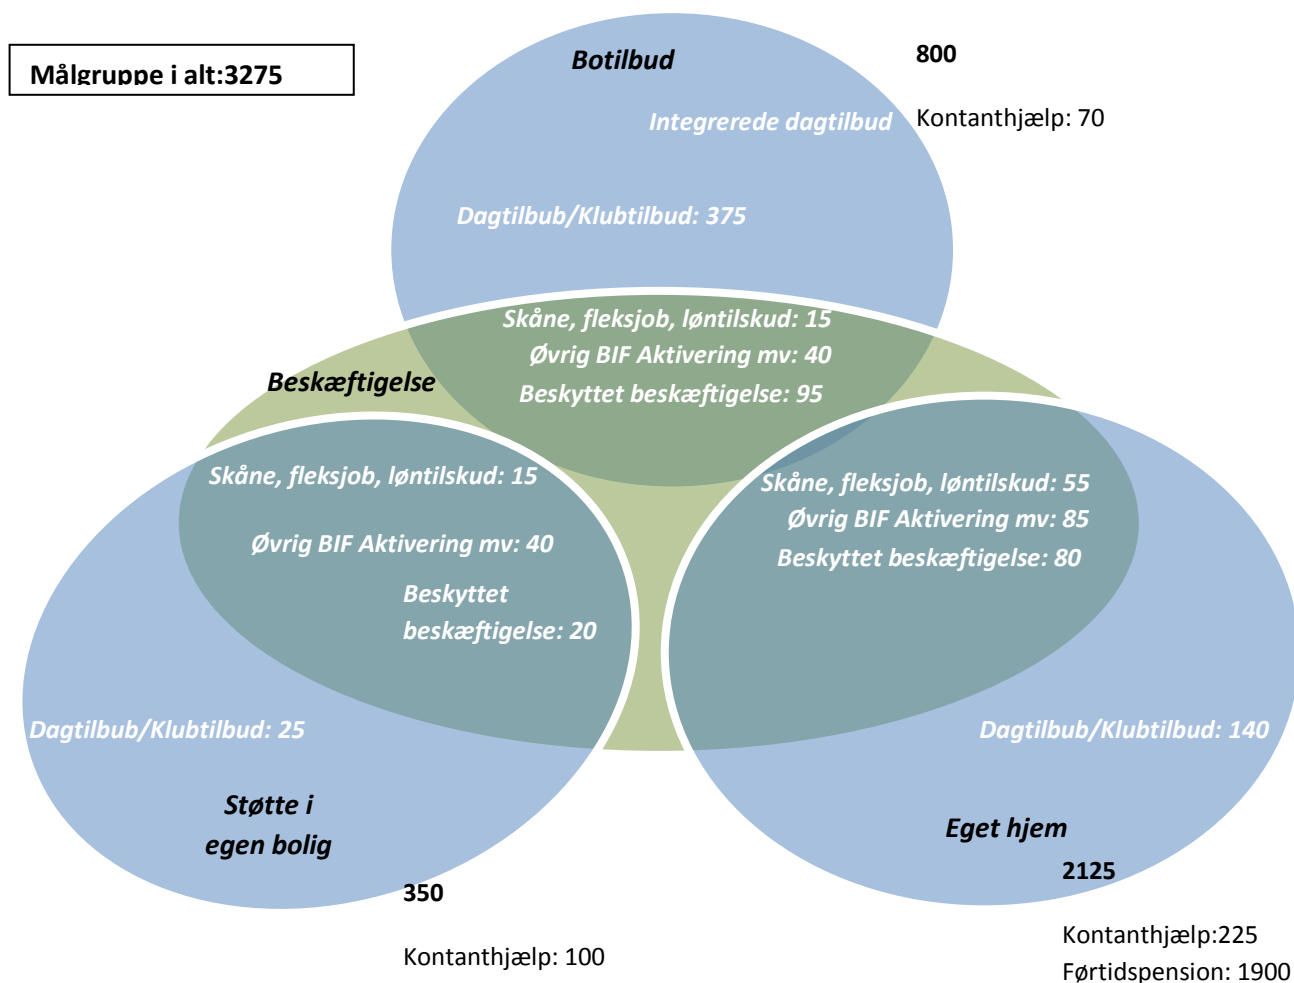 Målgruppe i alt:3275
Botilbud
800
Integrerede dagtilbud
Kontanthjælp: 70
Dagtilbub/Klubtilbud: 375
Skåne, fleksjob, løntilskud: 15
Øvrig BIF Aktivering mv: 40
Beskyttet beskæftigelse: 95
Beskæftigelse
Skåne, fleksjob, løntilskud: 15
Øvrig BIF Aktivering mv: 40
Beskyttet
beskæftigelse: 20
Skåne, fleksjob, løntilskud: 55
Øvrig BIF Aktivering mv: 85
Beskyttet beskæftigelse: 80
Dagtilbub/Klubtilbud: 25
Dagtilbub/Klubtilbud: 140
Støtte i
egen bolig
Eget hjem
350
Kontanthjælp: 100
2125
Kontanthjælp:225
Førtidspension: 1900